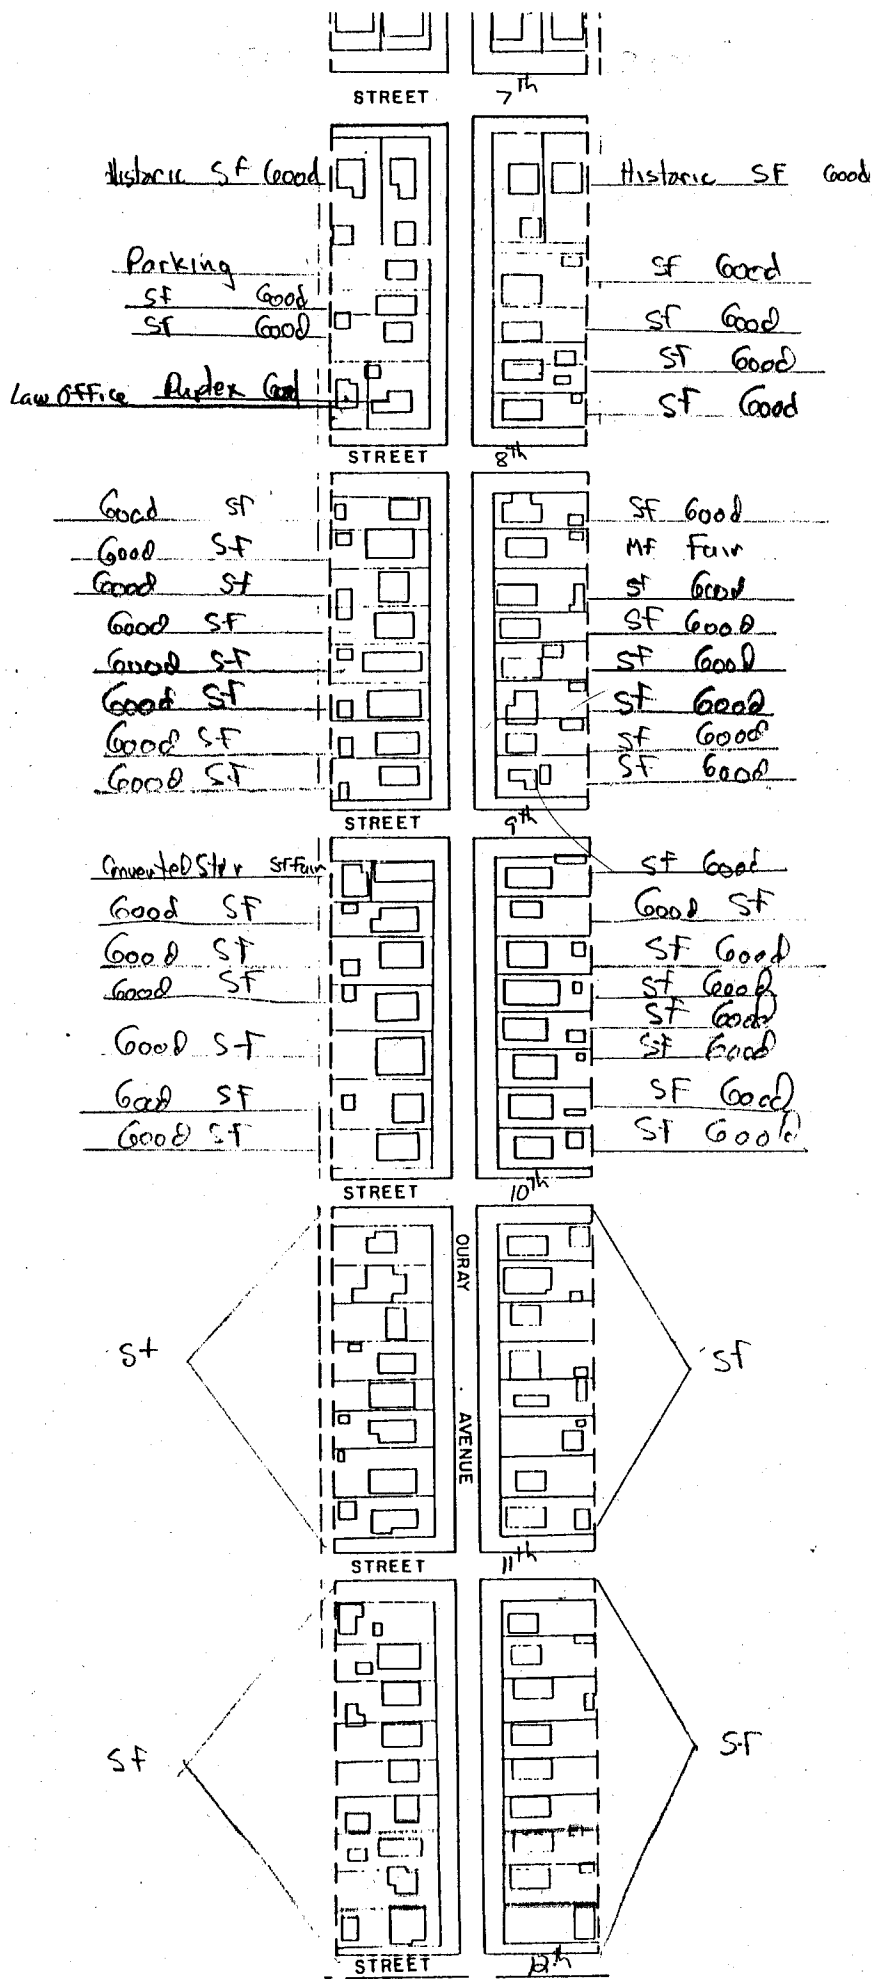 STREET 7th
Historic SF Good Historic SF Good
Parking SF Good
SF Good
SF Good SF Good
SF Good
Law Office Duplex Good SF Good
STREET 8th
Good SF SF Good
Good SF MF Fair
Good SF SF Good
Good SF SF Good
Good SF SF Good
Good SF SF Good
Good SF SF Good
Good SF SF Good
STREET 9th
Converted SF Fair SF Good
Good SF Good SF
Good SF SF Good
Good SF SF Good
SF Good
Good SF SF Good
Good SF SF Good
Good SF SF Good
STREET 10th
OURAY AVENUE
SF SF
STREET 11th
SF SF
STREET 12th